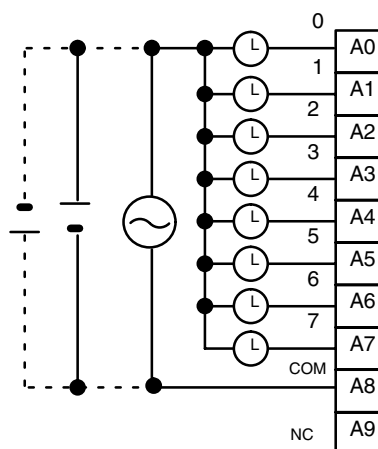 0
L A0
1
L A1
2
L A2
3
L A3
4
L A4
5
L A5
6
L A6
7
L A7
COM A8
NC A9